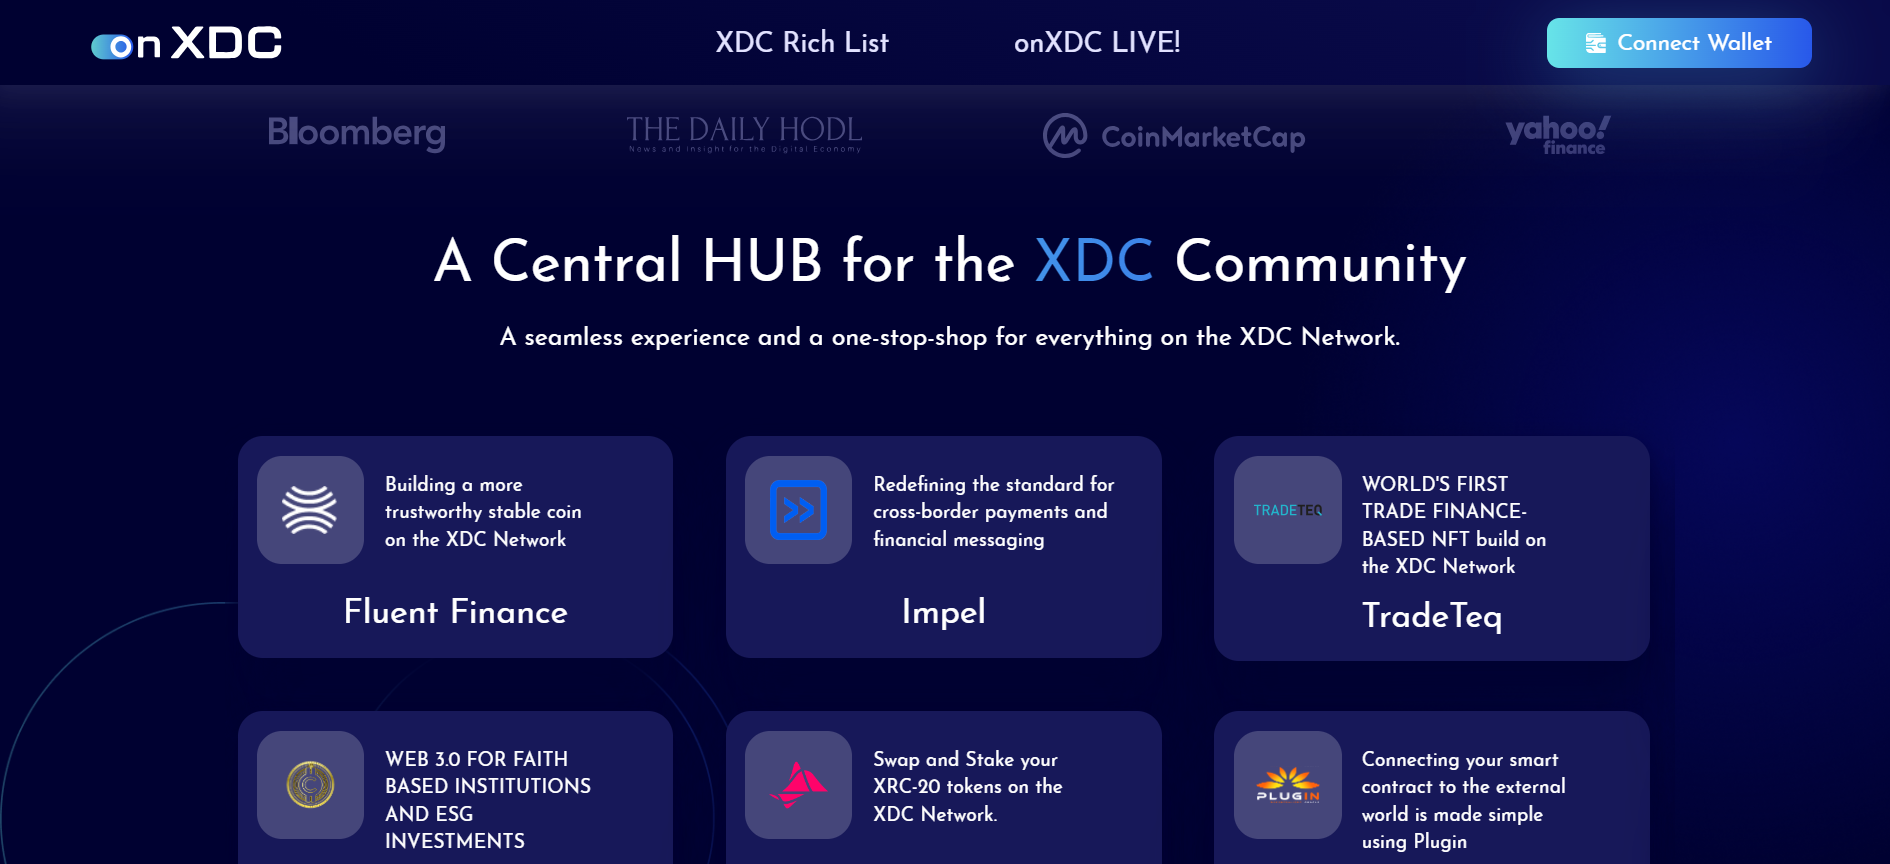 on XDC
XDC Rich List
onXDC LIVE!
Connect Wallet
Bloomberg
THE DAILY HODL
News and Insight for the Digital Economy
CoinMarketCap
yahoo!
finance
A Central HUB for the XDC Community
A seamless experience and a one-stop-shop for everything on the XDC Network.
Building a more
trustworthy stable coin
on the XDC Network
Fluent Finance
Redefining the standard for
cross-border payments and
financial messaging
Impel
TRADETEQ
WORLD'S FIRST
TRADE FINANCE-
BASED NFT build on
the XDC Network
TradeTeq
WEB 3.0 FOR FAITH
BASED INSTITUTIONS
AND ESG
INVESTMENTS
Swap and Stake your
XRC-20 tokens on the
XDC Network.
PLUGIN
Connecting your smart
contract to the external
world is made simple
using Plugin